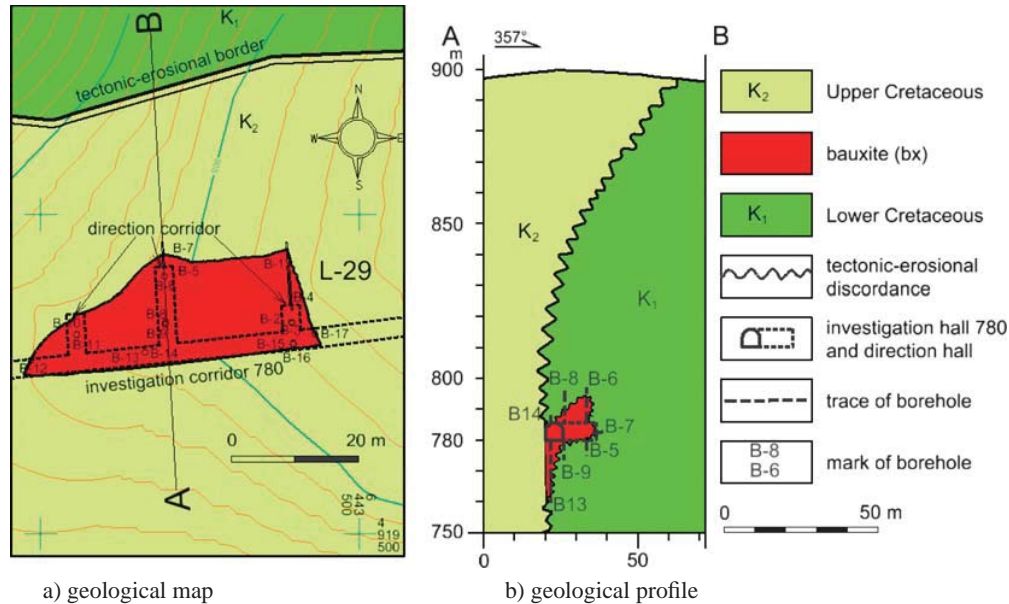 K1
B
tectonic-erosional border
K2
N
W E
S
direction corridor
B-7
B-5
B-1
L-29
B-4
B-2
B-17
B-11
B-12
B-13
B-14
B-15
B-16
investigation corridor 780
0 20 m
A
6
443
500
4
919
500
a) geological map
A
m
357°
B
900
850
800
780
750
K2
K1
B-8
B-6
B14
B-7
B-5
B-9
B13
0 50
b) geological profile
K2 Upper Cretaceous
bauxite (bx)
K1 Lower Cretaceous
tectonic-erosional
discordance
investigation hall 780
and direction hall
trace of borehole
B-8
B-6
mark of borehole
0 50 m